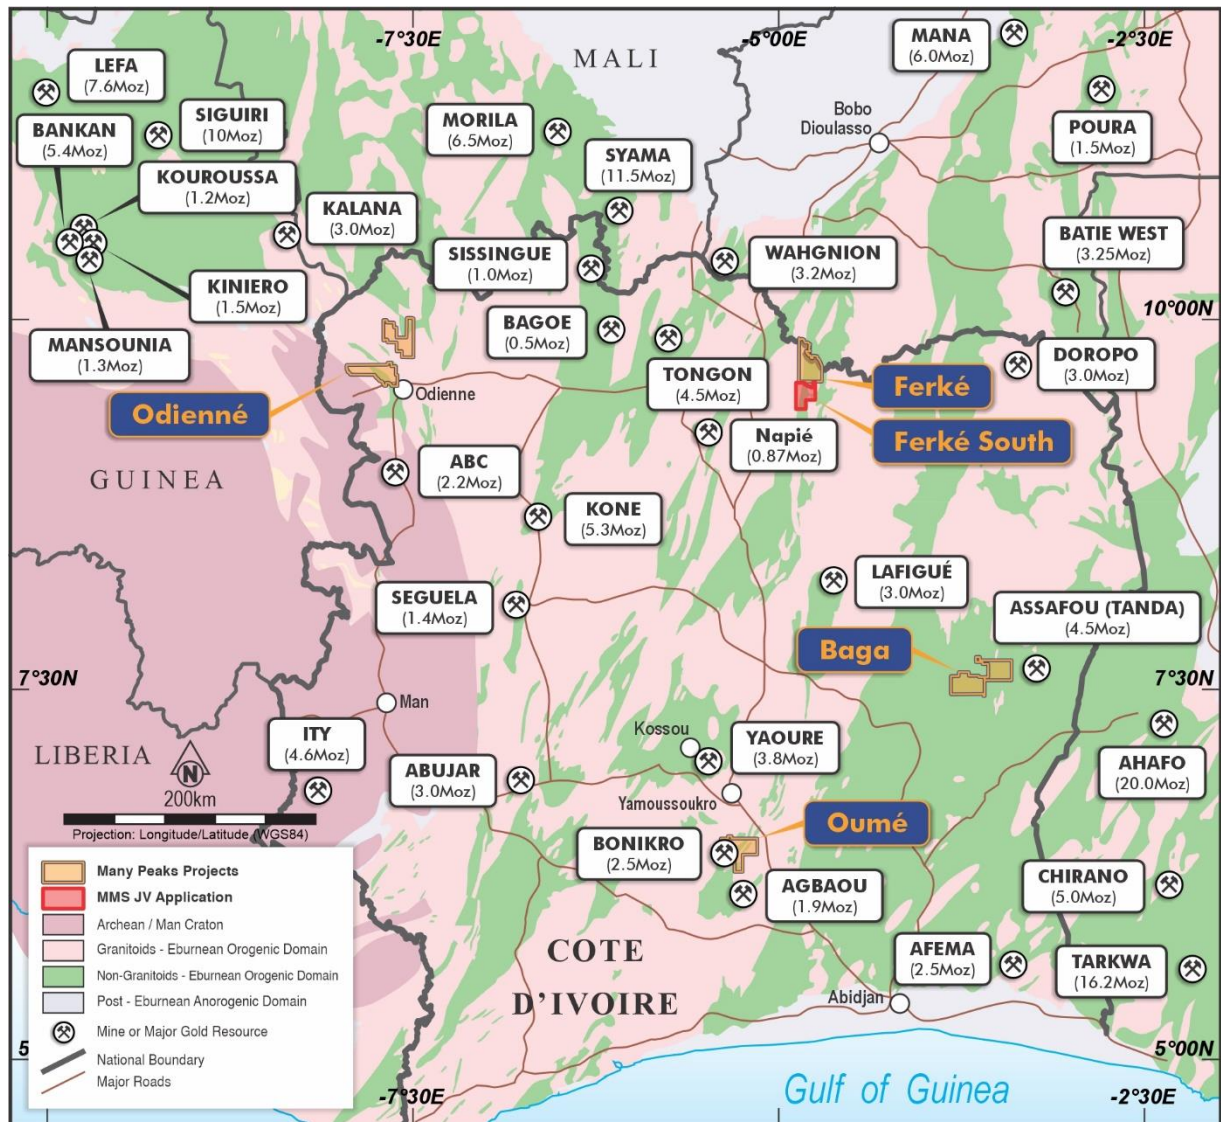 -7°30E
-5°00E
-2°30E
MALI
MANA
(6.0Moz)
LEFA
(7.6Moz)
SIGUIRI
(10Moz)
BANKAN
(5.4Moz)
MORILA
(6.5Moz)
Bobo
Dioulasso
POURA
(1.5Moz)
SYAMA
(11.5Moz)
KOUROUSSA
(1.2Moz)
KALANA
(3.0Moz)
SISSINGUE
(1.0Moz)
WAHGNION
(3.2Moz)
BATIE WEST
(3.25Moz)
KINIERO
(1.5Moz)
10°00N
MANSOUNIA
(1.3Moz)
BAGOE
(0.5Moz)
TONGON
(4.5Moz)
DOROPO
(3.0Moz)
Odienné
Odienne
Ferké
Ferké South
Napié
(0.87Moz)
GUINEA
ABC
(2.2Moz)
KONE
(5.3Moz)
LAFIGUÉ
(3.0Moz)
SEGUELA
(1.4Moz)
ASSAFOU (TANDA)
(4.5Moz)
Baga
7°30N
7°30N
Man
ITY
(4.6Moz)
Kossou
YAOURE
(3.8Moz)
LIBERIA
N
200km
Projection: Longitude/Latitude (WGS84)
ABUJAR
(3.0Moz)
AHAFO
(20.0Moz)
Yamoussoukro
Oumé
BONIKRO
(2.5Moz)
AGBAOU
(1.9Moz)
CHIRANO
(5.0Moz)
COTE
D'IVOIRE
AFEMA
(2.5Moz)
TARKWA
(16.2Moz)
Abidjan
Many Peaks Projects
MMS JV Application
Archean / Man Craton
Granitoids - Eburnean Orogenic Domain
Non-Granitoids - Eburnean Orogenic Domain
Post - Eburnean Anorogenic Domain
Mine or Major Gold Resource
National Boundary
Major Roads
5°00N
Gulf of Guinea
-7°30E
-2°30E